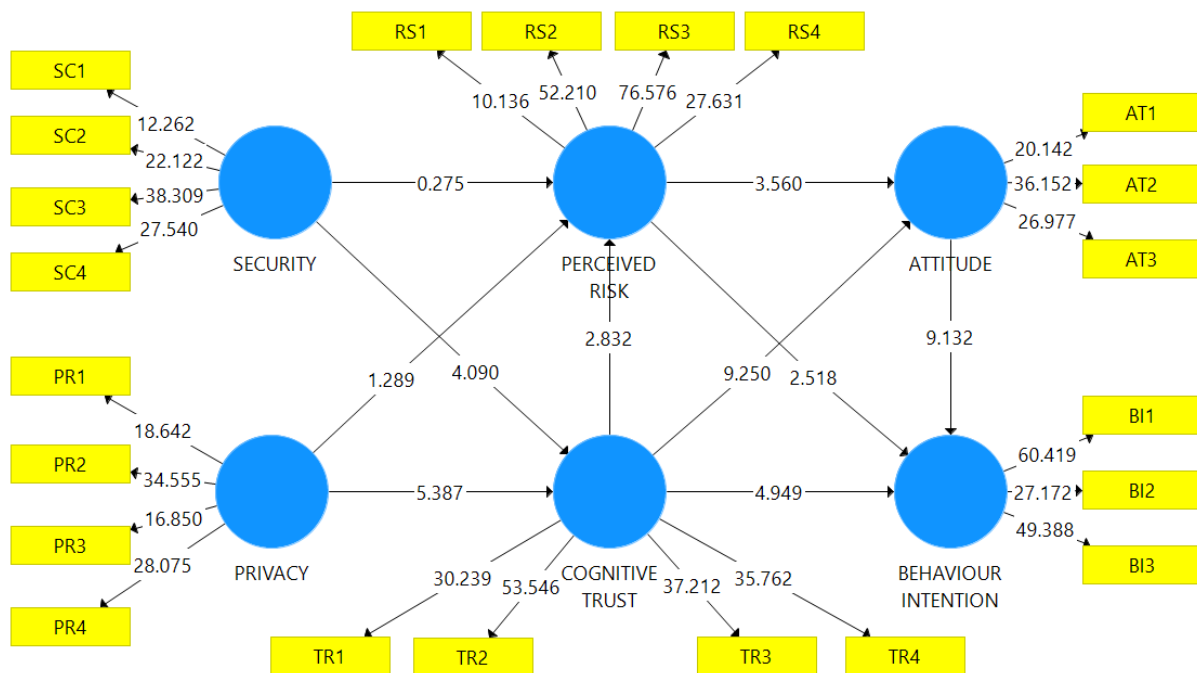 RS1
RS2
RS3
RS4
SC1
SC2
SC3
SC4
12.262
22.122
38.309
27.540
10.136
52.210
76.576
27.631
AT1
AT2
AT3
20.142
36.152
26.977
0.275
3.560
SECURITY
PERCEIVED
RISK
ATTITUDE
2.832
9.132
1.289
4.090
9.250
2.518
PR1
PR2
PR3
PR4
18.642
34.555
16.850
28.075
5.387
4.949
BI1
BI2
BI3
60.419
27.172
49.388
PRIVACY
COGNITIVE
TRUST
BEHAVIOUR
INTENTION
30.239
53.546
37.212
35.762
TR1
TR2
TR3
TR4